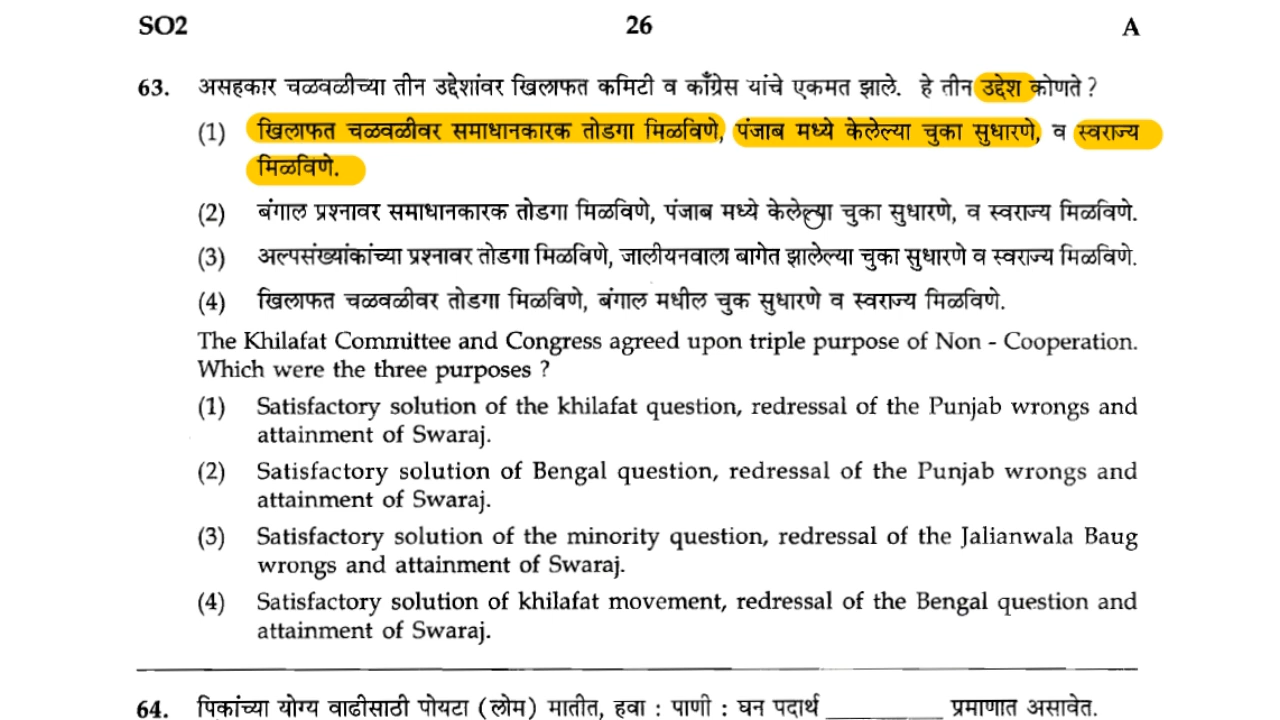 SO2 26 A
63. असहकार चळवळीच्या तीन उद्देशांवर खिलाफत कमिटी व काँग्रेस यांचे एकमत झाले. हे तीन उद्देश कोणते ?
(1) खिलाफत चळवळीवर समाधानकारक तोडगा मिळविणे, पंजाब मध्ये केलेल्या चुका सुधारणे, व स्वराज्य
मिळविणे.
(2) बंगाल प्रश्नावर समाधानकारक तोडगा मिळविणे, पंजाब मध्ये केलेल्या चुका सुधारणे, व स्वराज्य मिळविणे.
(3) अल्पसंख्यांकांच्या प्रश्नावर तोडगा मिळविणे, जालीयनवाला बागेत झालेल्या चुका सुधारणे व स्वराज्य मिळविणे.
(4) खिलाफत चळवळीवर तोडगा मिळविणे, बंगाल मधील चुक सुधारणे व स्वराज्य मिळविणे.
The Khilafat Committee and Congress agreed upon triple purpose of Non - Cooperation.
Which were the three purposes ?
(1) Satisfactory solution of the khilafat question, redressal of the Punjab wrongs and
attainment of Swaraj.
(2) Satisfactory solution of Bengal question, redressal of the Punjab wrongs and
attainment of Swaraj.
(3) Satisfactory solution of the minority question, redressal of the Jalianwala Baug
wrongs and attainment of Swaraj.
(4) Satisfactory solution of khilafat movement, redressal of the Bengal question and
attainment of Swaraj.
64. पिकांच्या योग्य वाढीसाठी पोयटा (लोम) मातीत, हवा : पाणी : घन पदार्थ __________ प्रमाणात असावेत.